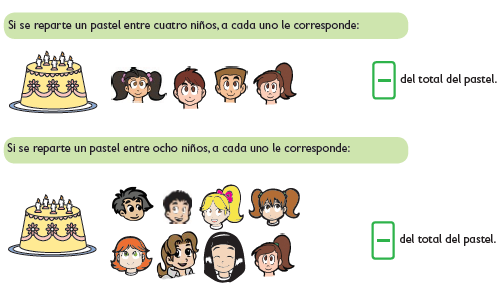 Si se reparte un pastel entre cuatro niños, a cada uno le corresponde:
del total del pastel.
Si se reparte un pastel entre ocho niños, a cada uno le corresponde:
del total del pastel.